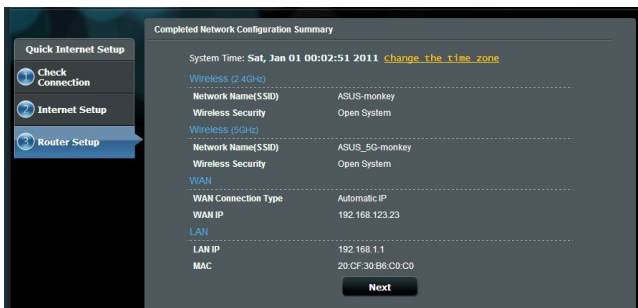 Completed Network Configuration Summary
Quick Internet Setup
1 Check
Connection
2 Internet Setup
3 Router Setup
System Time: Sat, Jan 01 00:02:51 2011 Change the time zone
Wireless (2.4GHz)
Network Name(SSID) ASUS-monkey
Wireless Security Open System
Wireless (5GHz)
Network Name(SSID) ASUS_5G-monkey
Wireless Security Open System
WAN
WAN Connection Type Automatic IP
WAN IP 192.168.123.23
LAN
LAN IP 192.168.1.1
MAC 20:CF:30:B6:C0:C0
Next